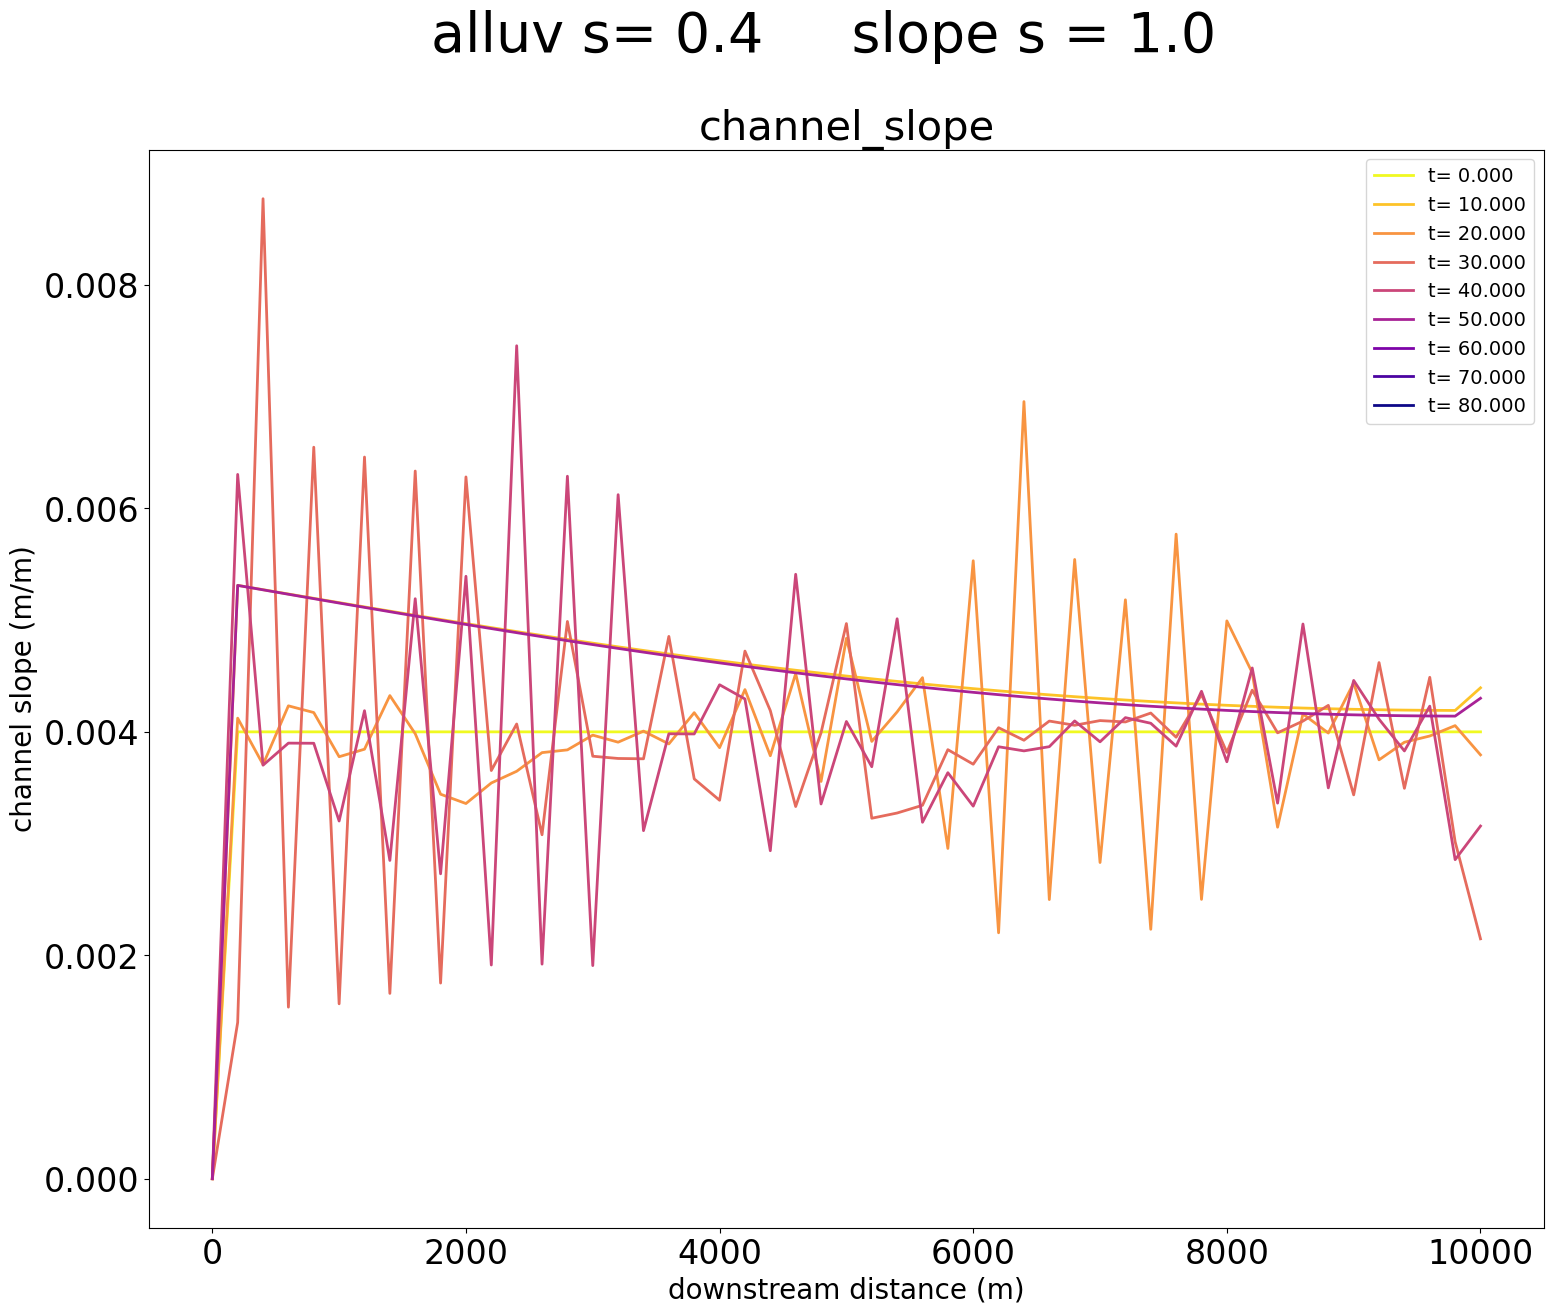 alluv s= 0.4     slope s = 1.0
channel_slope
t= 0.000
t= 10.000
t= 20.000
t= 30.000
t= 40.000
t= 50.000
t= 60.000
t= 70.000
t= 80.000
channel slope (m/m)
0.008
0.006
0.004
0.002
0.000
0 2000 4000 6000 8000 10000
downstream distance (m)